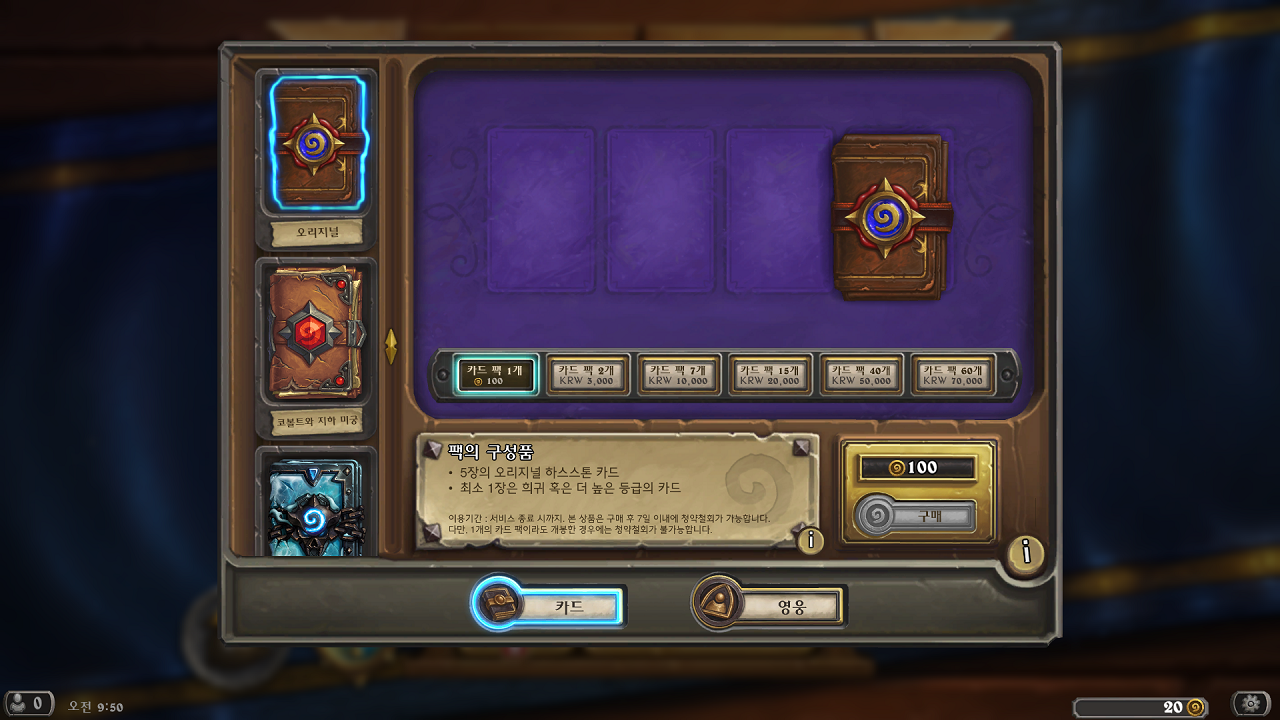 오리지널
코볼트와 지하 미궁
카드 팩 1개
100
카드 팩 2개
KRW 3,000
카드 팩 7개
KRW 10,000
카드 팩 15개
KRW 20,000
카드 팩 40개
KRW 50,000
카드 팩 60개
KRW 70,000
팩의 구성품
• 5장의 오리지널 하스스톤 카드
• 최소 1장은 희귀 혹은 더 높은 등급의 카드
이용기간 : 서비스 종료 시까지. 본 상품은 구매 후 7일 이내에 청약철회가 가능합니다.
다만, 1개의 카드 팩이라도 개봉한 경우에는 청약철회가 불가능합니다.
i
100
구매
i
카드
영웅
0
오전 9:50
20